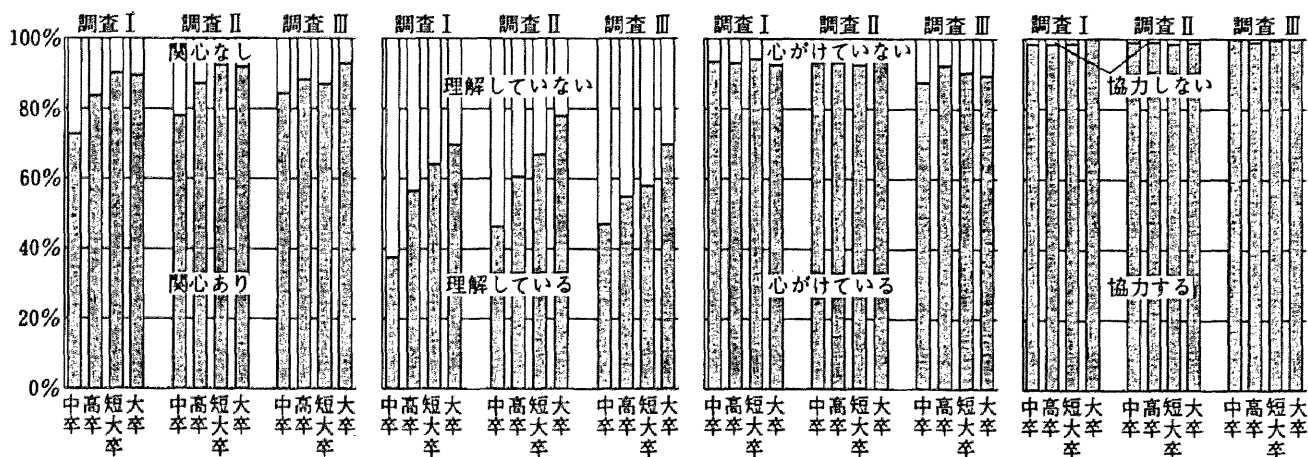 調査Ⅰ 調査Ⅱ 調査Ⅲ 調査Ⅰ 調査Ⅱ 調査Ⅲ 調査Ⅰ 調査Ⅱ 調査Ⅲ 調査Ⅰ 調査Ⅱ 調査Ⅲ
100%
関心なし 心がけていない
80% 理解していない 協力しない
60%
40%
関心あり 理解している 心がけている 協力する
20%
0%
中卒 高卒 短大卒 大卒 中卒 高卒 短大卒 大卒 中卒 高卒 短大卒 大卒 中卒 高卒 短大卒 大卒 中卒 高卒 短大卒 大卒 中卒 高卒 短大卒 大卒 中卒 高卒 短大卒 大卒 中卒 高卒 短大卒 大卒 中卒 高卒 短大卒 大卒 中卒 高卒 短大卒 大卒 中卒 高卒 短大卒 大卒 中卒 高卒 短大卒 大卒